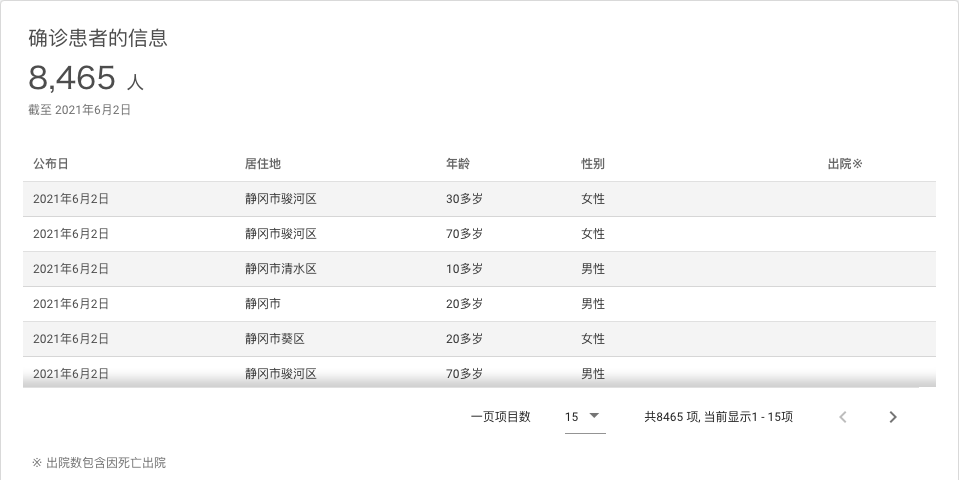 确诊患者的信息
8,465 人
截至 2021年6月2日
公布日 居住地 年龄 性别 出院※
2021年6月2日 静冈市骏河区 30多岁 女性
2021年6月2日 静冈市骏河区 70多岁 女性
2021年6月2日 静冈市清水区 10多岁 男性
2021年6月2日 静冈市 20多岁 男性
2021年6月2日 静冈市葵区 20多岁 女性
2021年6月2日 静冈市骏河区 70多岁 男性
一页项目数 15 共8465 项, 当前显示1 - 15项
※ 出院数包含因死亡出院